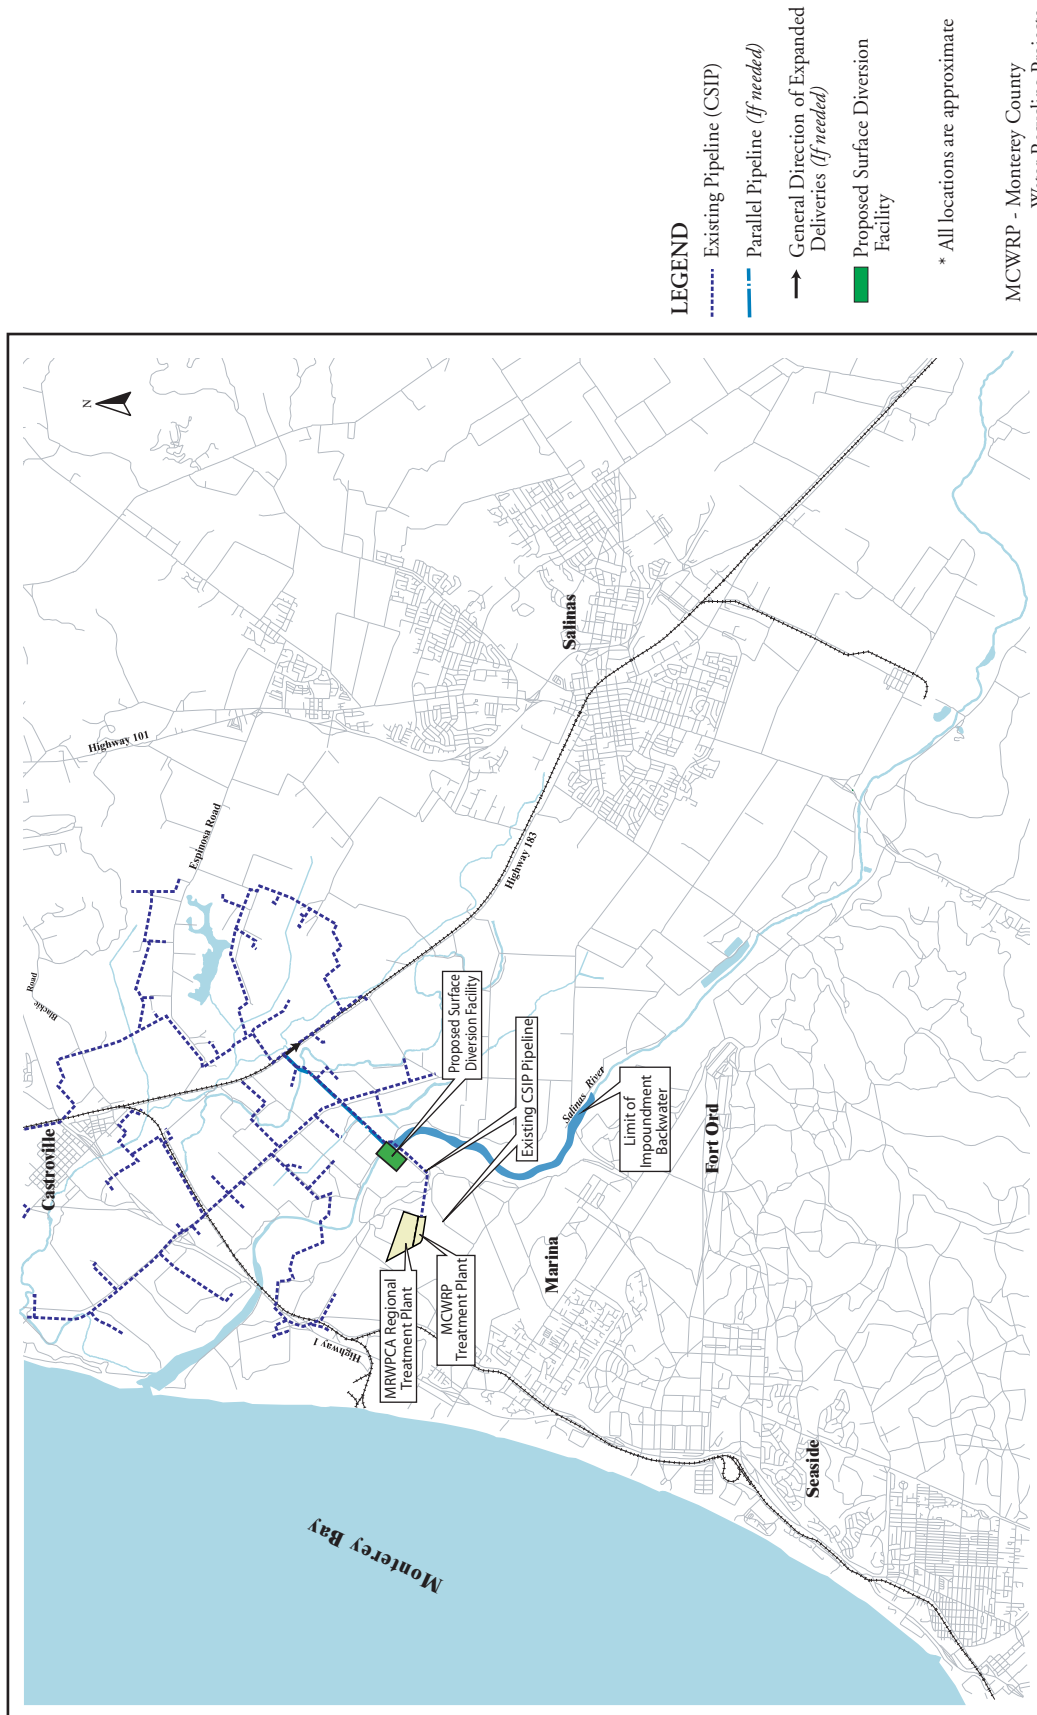 N
Castroville
Blackie
Road
Espinosa Road
Highway 101
Salinas
Highway 183
Proposed Surface
Diversion Facility
Existing CSIP Pipeline
Salinas River
Limit of
Impoundment
Backwater
Highway 1
MRWPCA Regional
Treatment Plant
MCWRP
Treatment Plant
Marina
Fort Ord
Seaside
Monterey Bay
LEGEND
Existing Pipeline (CSIP)
Parallel Pipeline (If needed)
General Direction of Expanded
Deliveries (If needed)
Proposed Surface Diversion
Facility
* All locations are approximate
MCWRP - Monterey County